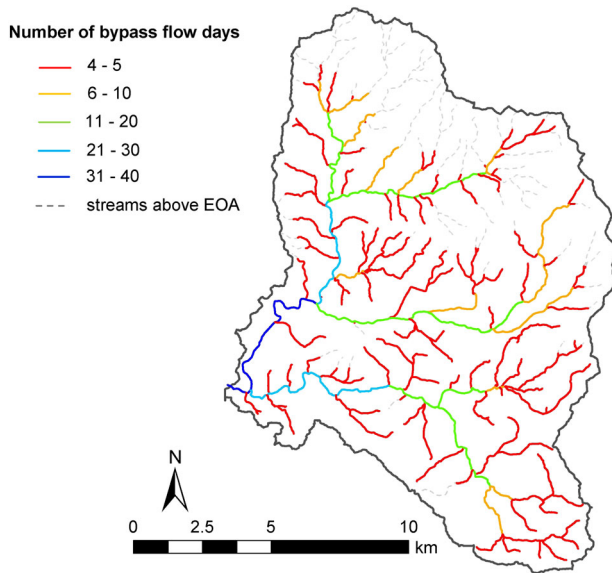 Number of bypass flow days
4 - 5
6 - 10
11 - 20
21 - 30
31 - 40
streams above EOA
N
0 2.5 5 10
km